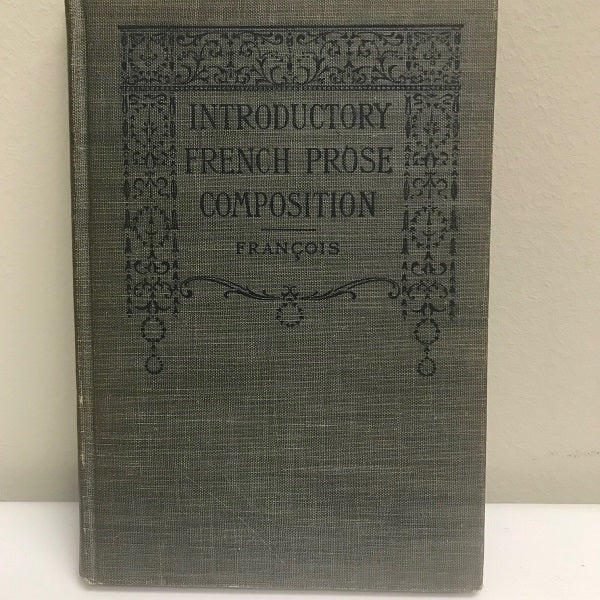 INTRODUCTORY
FRENCH PROSE
COMPOSITION
FRANÇOIS